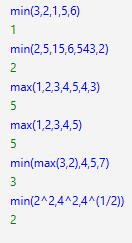 min(3,2,1,5,6)
1
min(2,5,15,6,543,2)
2
max(1,2,3,4,5,4,3)
5
max(1,2,3,4,5)
5
min(max(3,2),4,5,7)
3
min(2^2,4^2,4^(1/2))
2